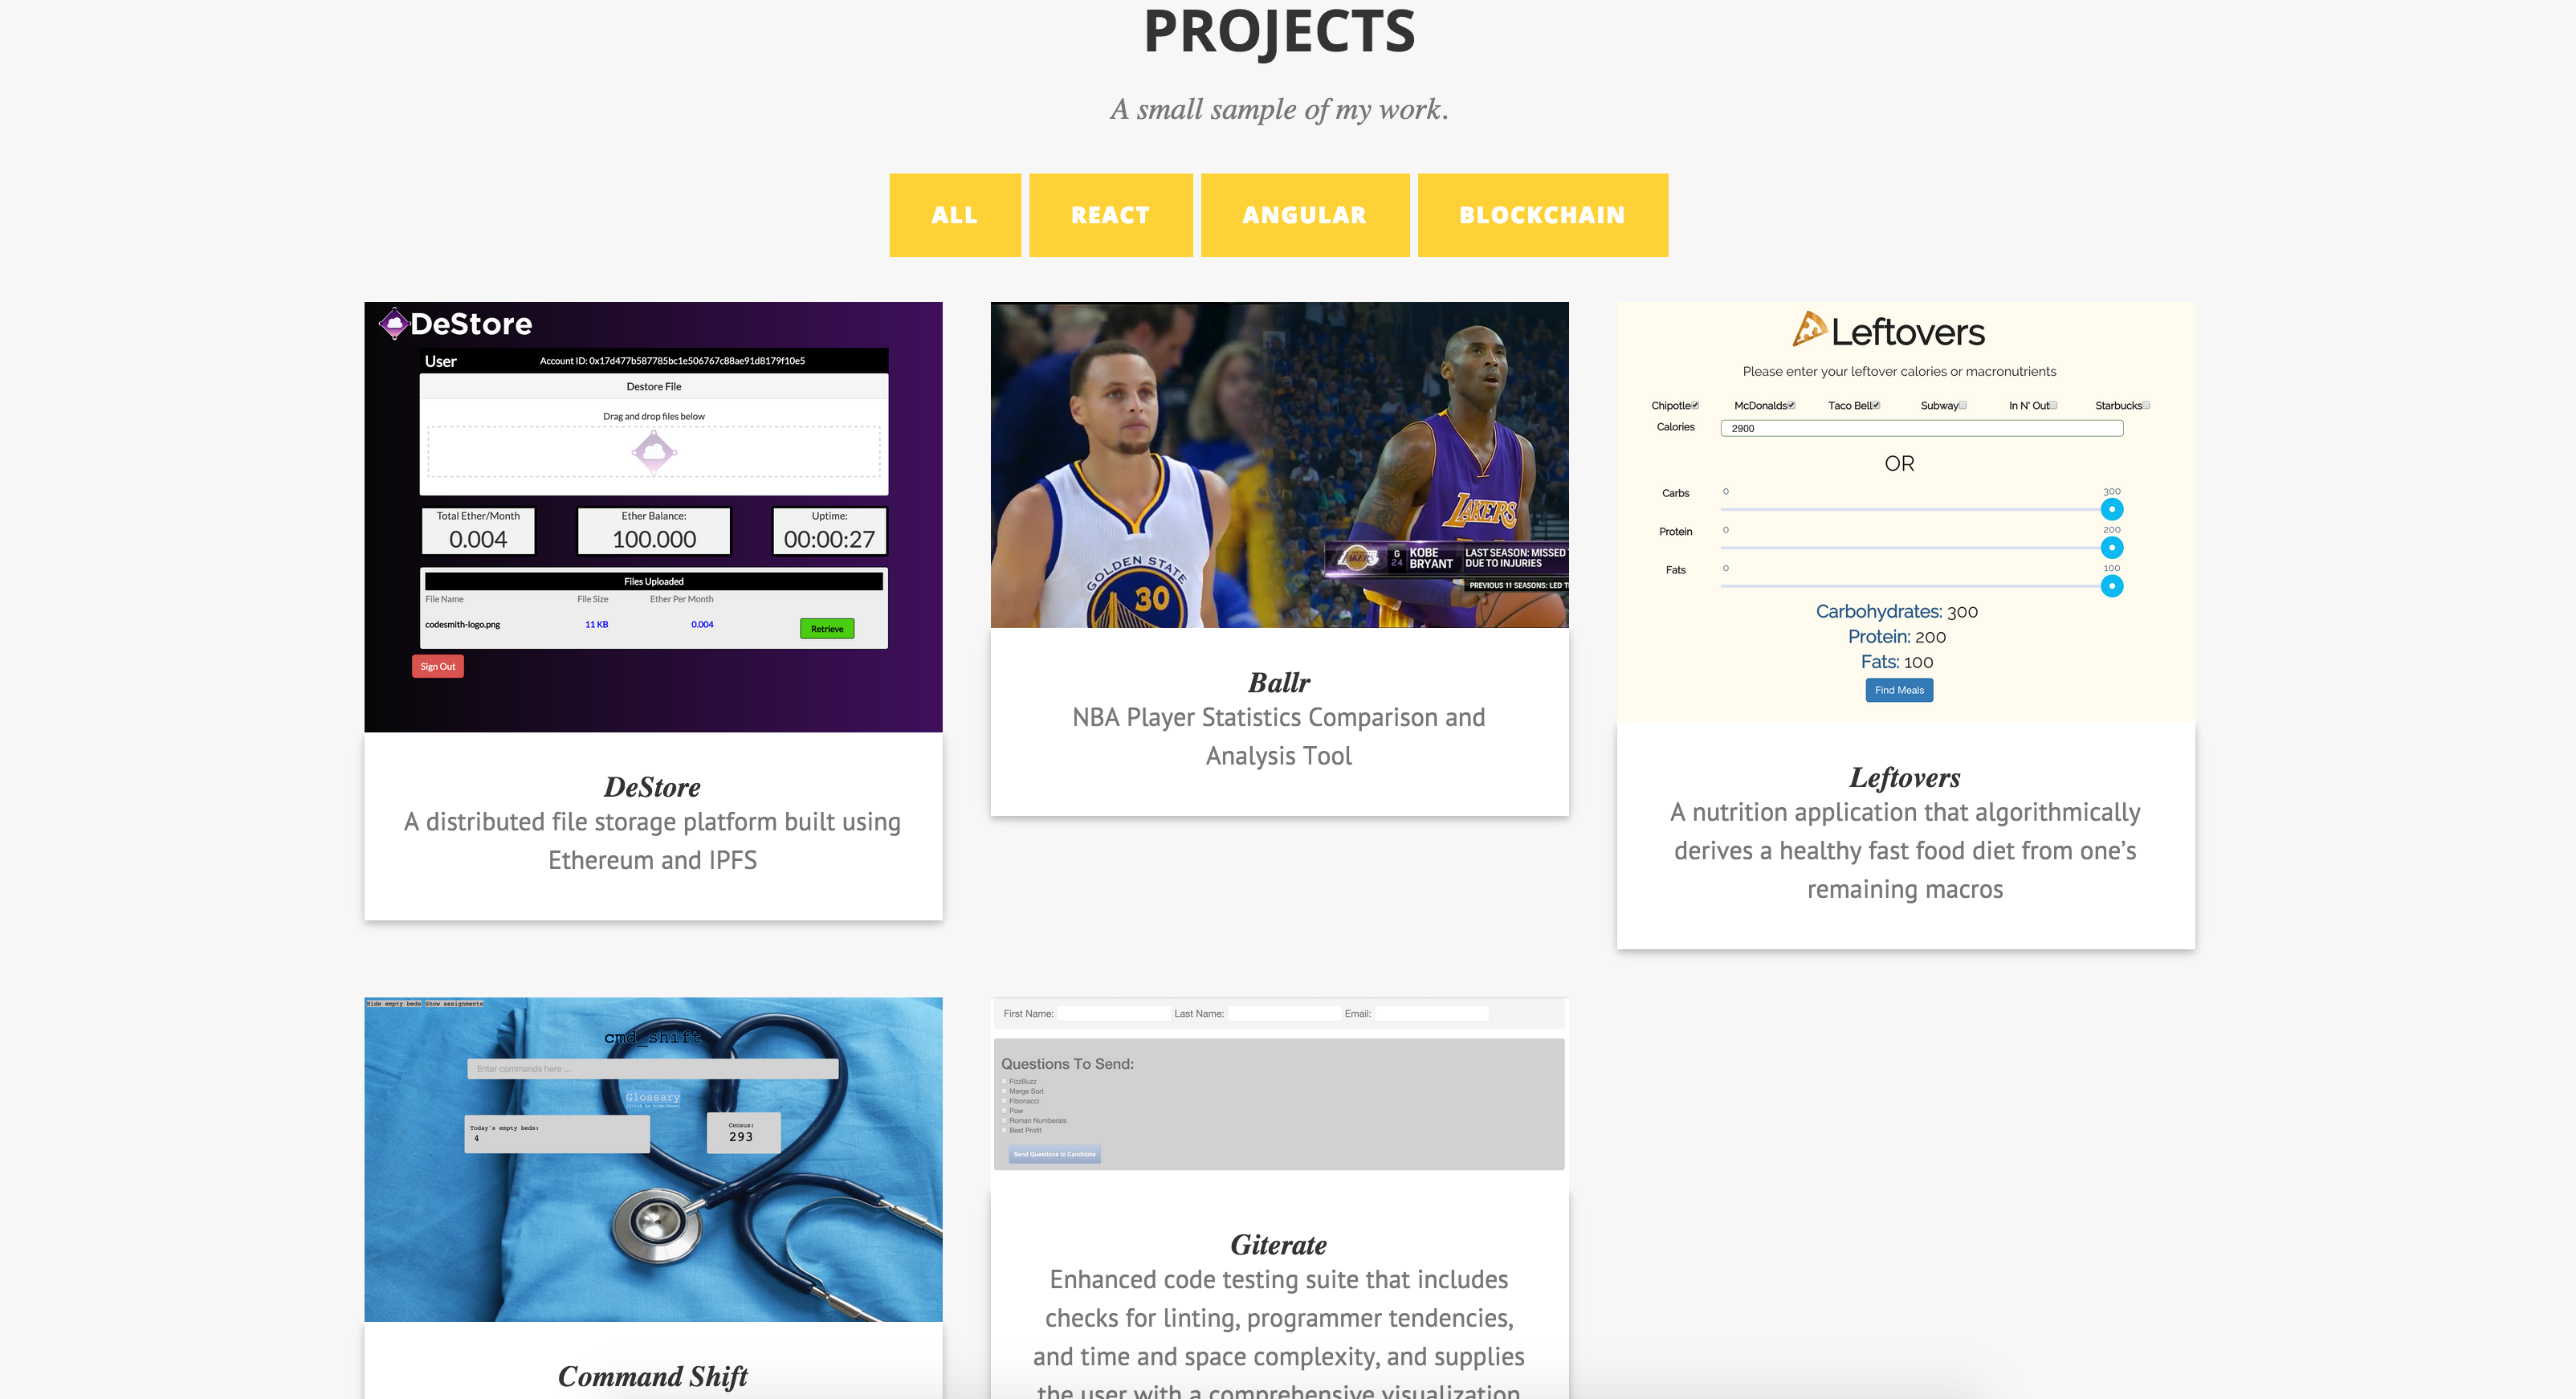 PROJECTS
A small sample of my work.
ALL
REACT
ANGULAR
BLOCKCHAIN
DeStore
User
Account ID: 0x17d477b587785bc1e506767c88ae91d8179f10e5
Destore File
Drag and drop files below
Total Ether/Month
0.004
Ether Balance:
100.000
Uptime:
00:00:27
Files Uploaded
File Name File Size Ether Per Month
codesmith-logo.png 11 KB 0.004 Retrieve
Sign Out
DeStore
A distributed file storage platform built using
Ethereum and IPFS
GOLDEN STATE
30
LAKERS
LAKERS
G
24
KOBE
BRYANT
LAST SEASON: MISSED
DUE TO INJURIES
PREVIOUS 11 SEASONS: LED
Ballr
NBA Player Statistics Comparison and
Analysis Tool
Leftovers
Please enter your leftover calories or macronutrients
Chipotle McDonalds Taco Bell Subway In N' Out Starbucks
Calories 2900
OR
Carbs 0 300
Protein 0 200
Fats 0 100
Carbohydrates: 300
Protein: 200
Fats: 100
Find Meals
Leftovers
A nutrition application that algorithmically
derives a healthy fast food diet from one's
remaining macros
Hide empty beds Show assignments
cmd_shift
Enter commands here ...
Glossary
(Click to hide/show)
Today's empty beds:
4
Census:
293
Command Shift
First Name: Last Name: Email:
Questions To Send:
FizzBuzz
Merge Sort
Fibonacci
Pow
Roman Numberals
Best Profit
Send Questions to Candidate
Giterate
Enhanced code testing suite that includes
checks for linting, programmer tendencies,
and time and space complexity, and supplies
the user with a comprehensive visualization